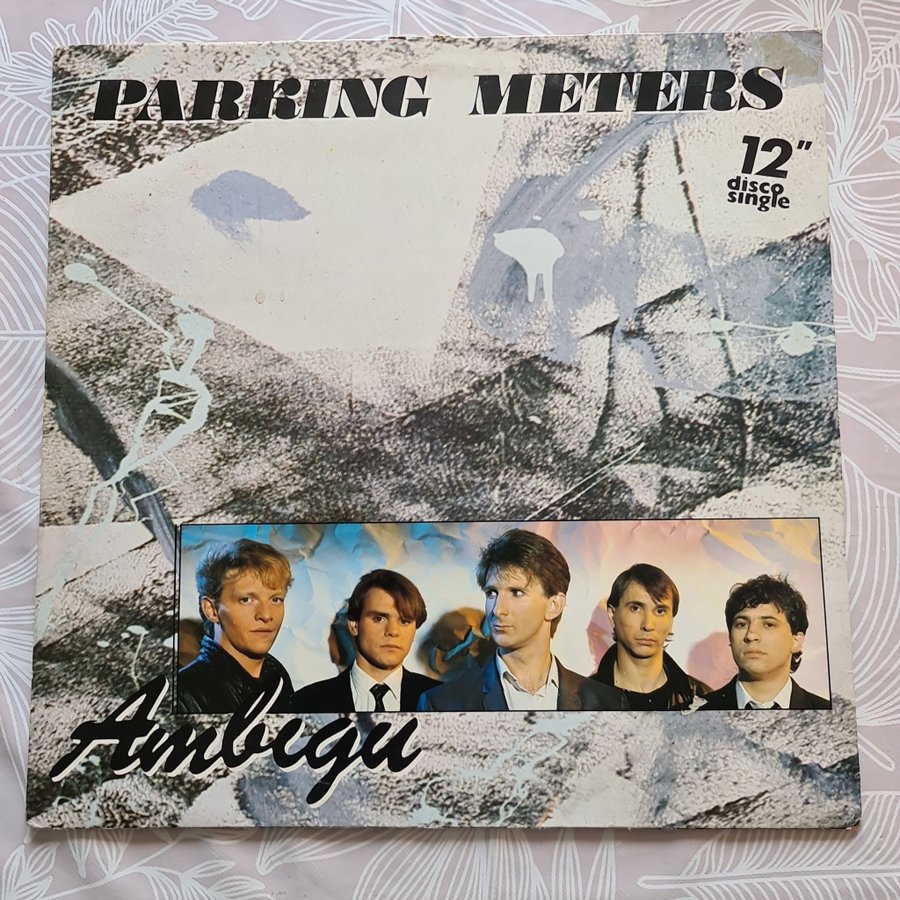 PARKING METERS
12"
disco
single
Ambigu